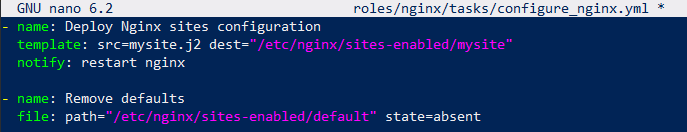 GNU nano 6.2 roles/nginx/tasks/configure_nginx.yml *
- name: Deploy Nginx sites configuration
template: src=mysite.j2 dest="/etc/nginx/sites-enabled/mysite"
notify: restart nginx
- name: Remove defaults
file: path="/etc/nginx/sites-enabled/default" state=absent